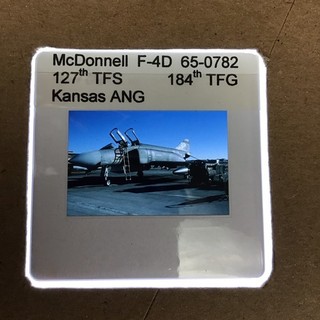 McDonnell F-4D 65-0782
127th TFS 184th TFG
Kansas ANG